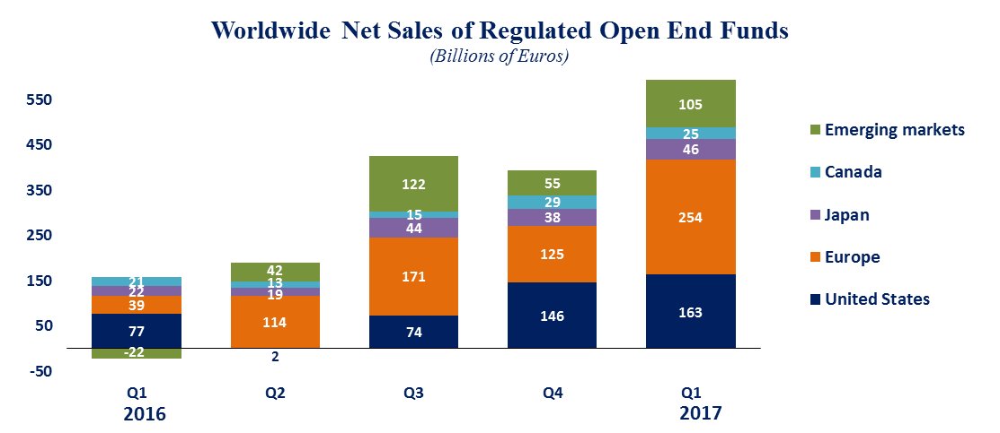 Worldwide Net Sales of Regulated Open End Funds
(Billions of Euros)
550
450
350
250
150
50
-50
21
22
39
77
-22
42
13
19
114
2
122
15
44
171
74
55
29
38
125
146
105
25
46
254
163
Q1
Q2
Q3
Q4
Q1
2016
2017
Emerging markets
Canada
Japan
Europe
United States